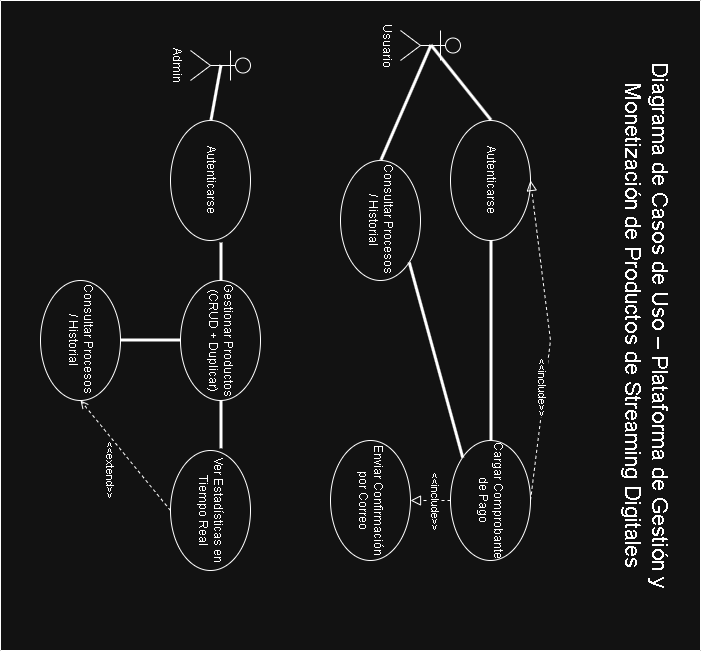 Diagrama de Casos de Uso – Plataforma de Gestión y
Monetización de Productos de Streaming Digitales
Usuario
Autenticarse
Consultar Procesos
/ Historial
<<include>>
Cargar Comprobante
de Pago
<<include>>
Enviar Confirmación
por Correo
Admin
Autenticarse
Gestionar Productos
(CRUD + Duplicar)
Consultar Procesos
/ Historial
<<extend>>
Ver Estadísticas en
Tiempo Real